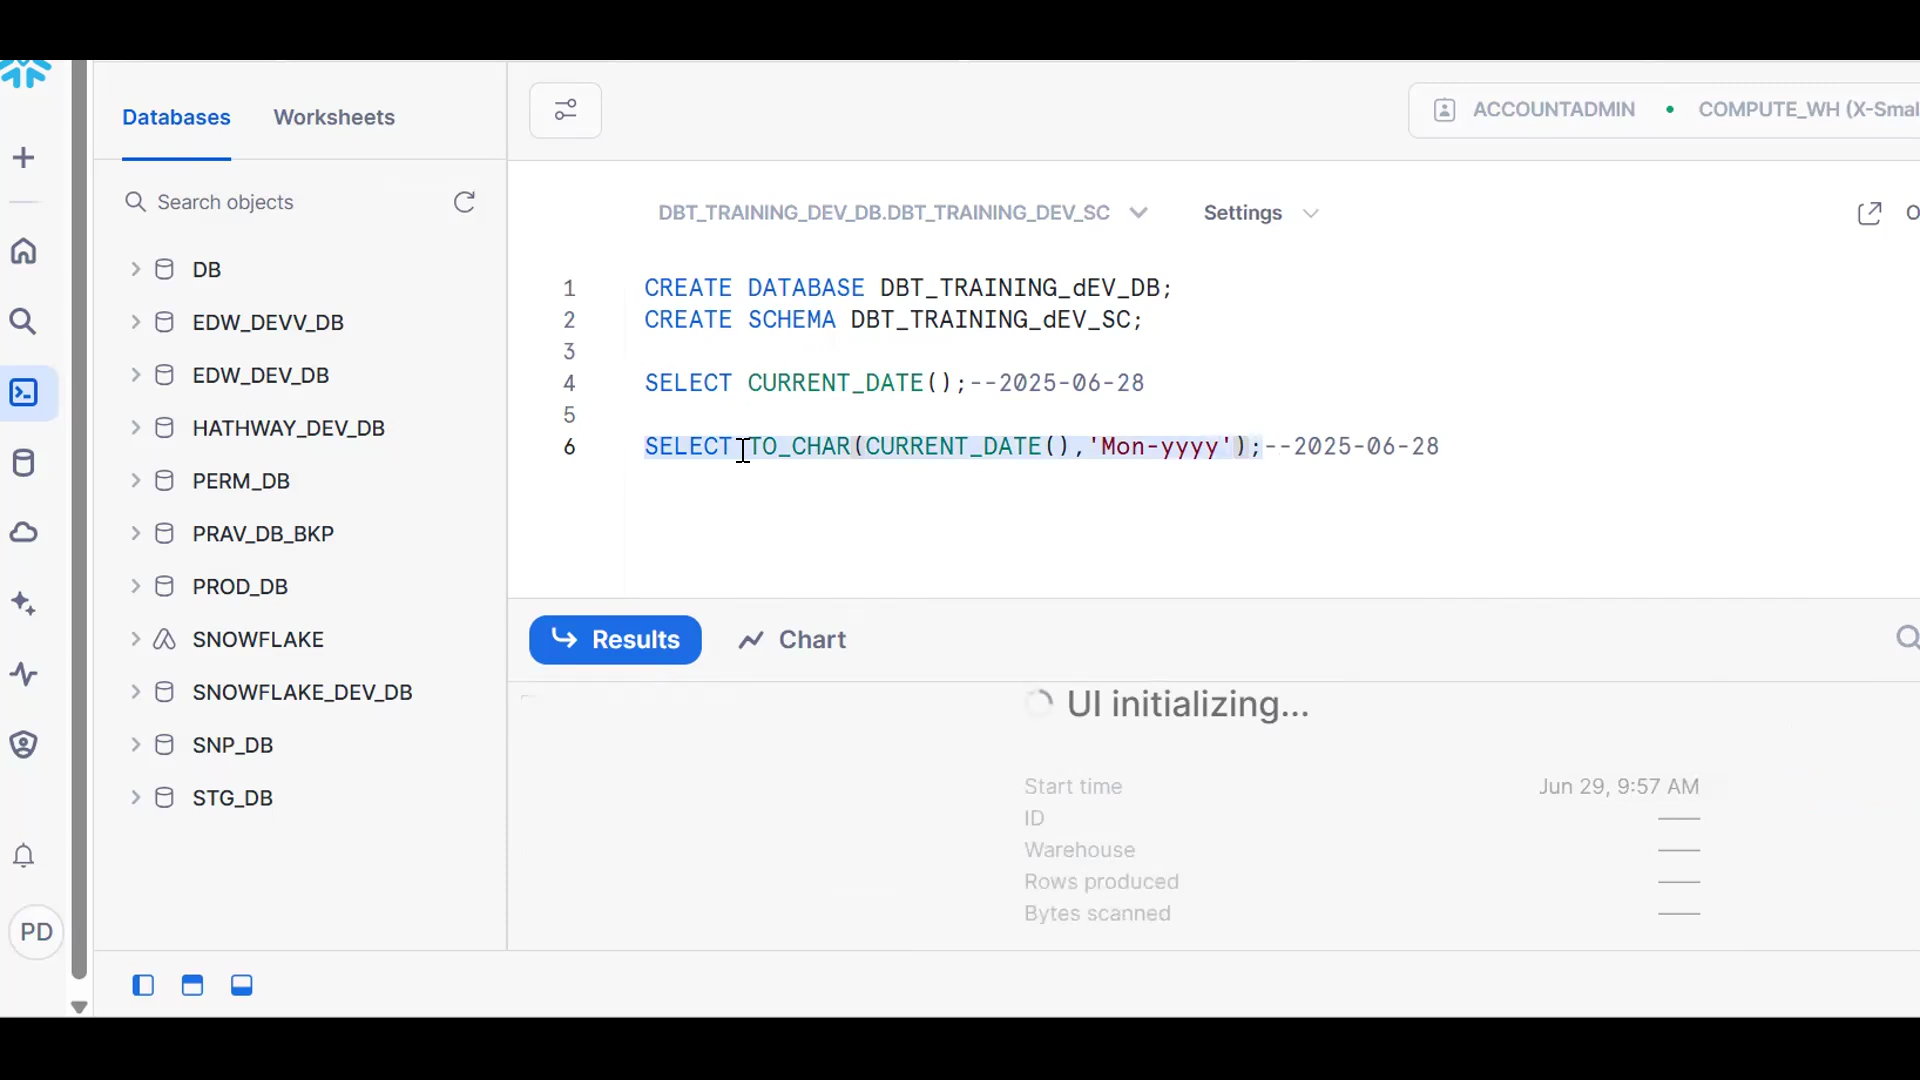 Databases
Worksheets
ACCOUNTADMIN
COMPUTE_WH (X-Smal
Search objects
DB
EDW_DEVV_DB
EDW_DEV_DB
HATHWAY_DEV_DB
PERM_DB
PRAV_DB_BKP
PROD_DB
SNOWFLAKE
SNOWFLAKE_DEV_DB
SNP_DB
STG_DB
PD
DBT_TRAINING_DEV_DB.DBT_TRAINING_DEV_SC
Settings
1 CREATE DATABASE DBT_TRAINING_dEV_DB;
2 CREATE SCHEMA DBT_TRAINING_dEV_SC;
3
4 SELECT CURRENT_DATE();--2025-06-28
5
6 SELECT TO_CHAR(CURRENT_DATE(),'Mon-yyyy');--2025-06-28
Results
Chart
UI initializing...
Start time Jun 29, 9:57 AM
ID
Warehouse
Rows produced
Bytes scanned